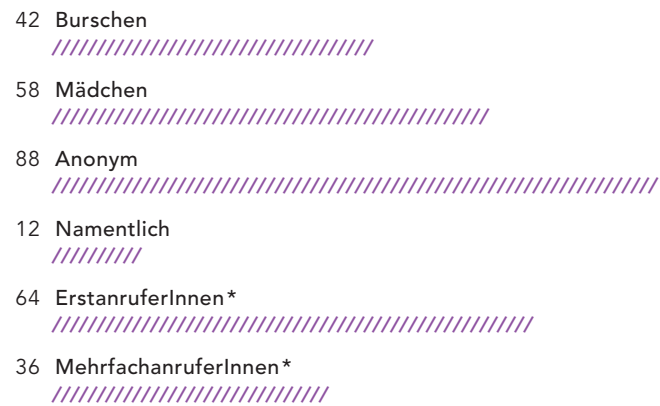 42 Burschen
58 Mädchen
88 Anonym
12 Namentlich
64 ErstanruferInnen*
36 MehrfachanruferInnen*